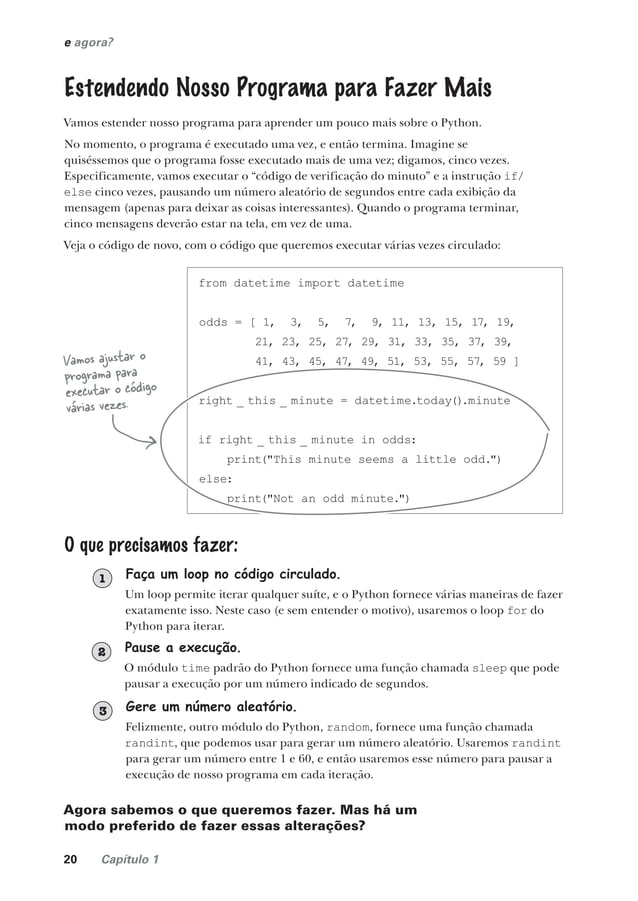 e agora?
Estendendo Nosso Programa para Fazer Mais
Vamos estender nosso programa para aprender um pouco mais sobre o Python.
No momento, o programa é executado uma vez, e então termina. Imagine se
quiséssemos que o programa fosse executado mais de uma vez; digamos, cinco vezes.
Especificamente, vamos executar o “código de verificação do minuto” e a instrução if/
else cinco vezes, pausando um número aleatório de segundos entre cada exibição da
mensagem (apenas para deixar as coisas interessantes). Quando o programa terminar,
cinco mensagens deverão estar na tela, em vez de uma.
Veja o código de novo, com o código que queremos executar várias vezes circulado:
from datetime import datetime
odds = [ 1, 3, 5, 7, 9, 11, 13, 15, 17, 19,
21, 23, 25, 27, 29, 31, 33, 35, 37, 39,
41, 43, 45, 47, 49, 51, 53, 55, 57, 59 ]
Vamos ajustar o
programa para
executar o código
várias vezes.
right _ this _ minute = datetime.today().minute
if right _ this _ minute in odds:
print("This minute seems a little odd.")
else:
print("Not an odd minute.")
O que precisamos fazer:
1 Faça um loop no código circulado.
Um loop permite iterar qualquer suíte, e o Python fornece várias maneiras de fazer
exatamente isso. Neste caso (e sem entender o motivo), usaremos o loop for do
Python para iterar.
2 Pause a execução.
O módulo time padrão do Python fornece uma função chamada sleep que pode
pausar a execução por um número indicado de segundos.
3 Gere um número aleatório.
Felizmente, outro módulo do Python, random, fornece uma função chamada
randint, que podemos usar para gerar um número aleatório. Usaremos randint
para gerar um número entre 1 e 60, e então usaremos esse número para pausar a
execução de nosso programa em cada iteração.
Agora sabemos o que queremos fazer. Mas há um
modo preferido de fazer essas alterações?
20 Capítulo 1